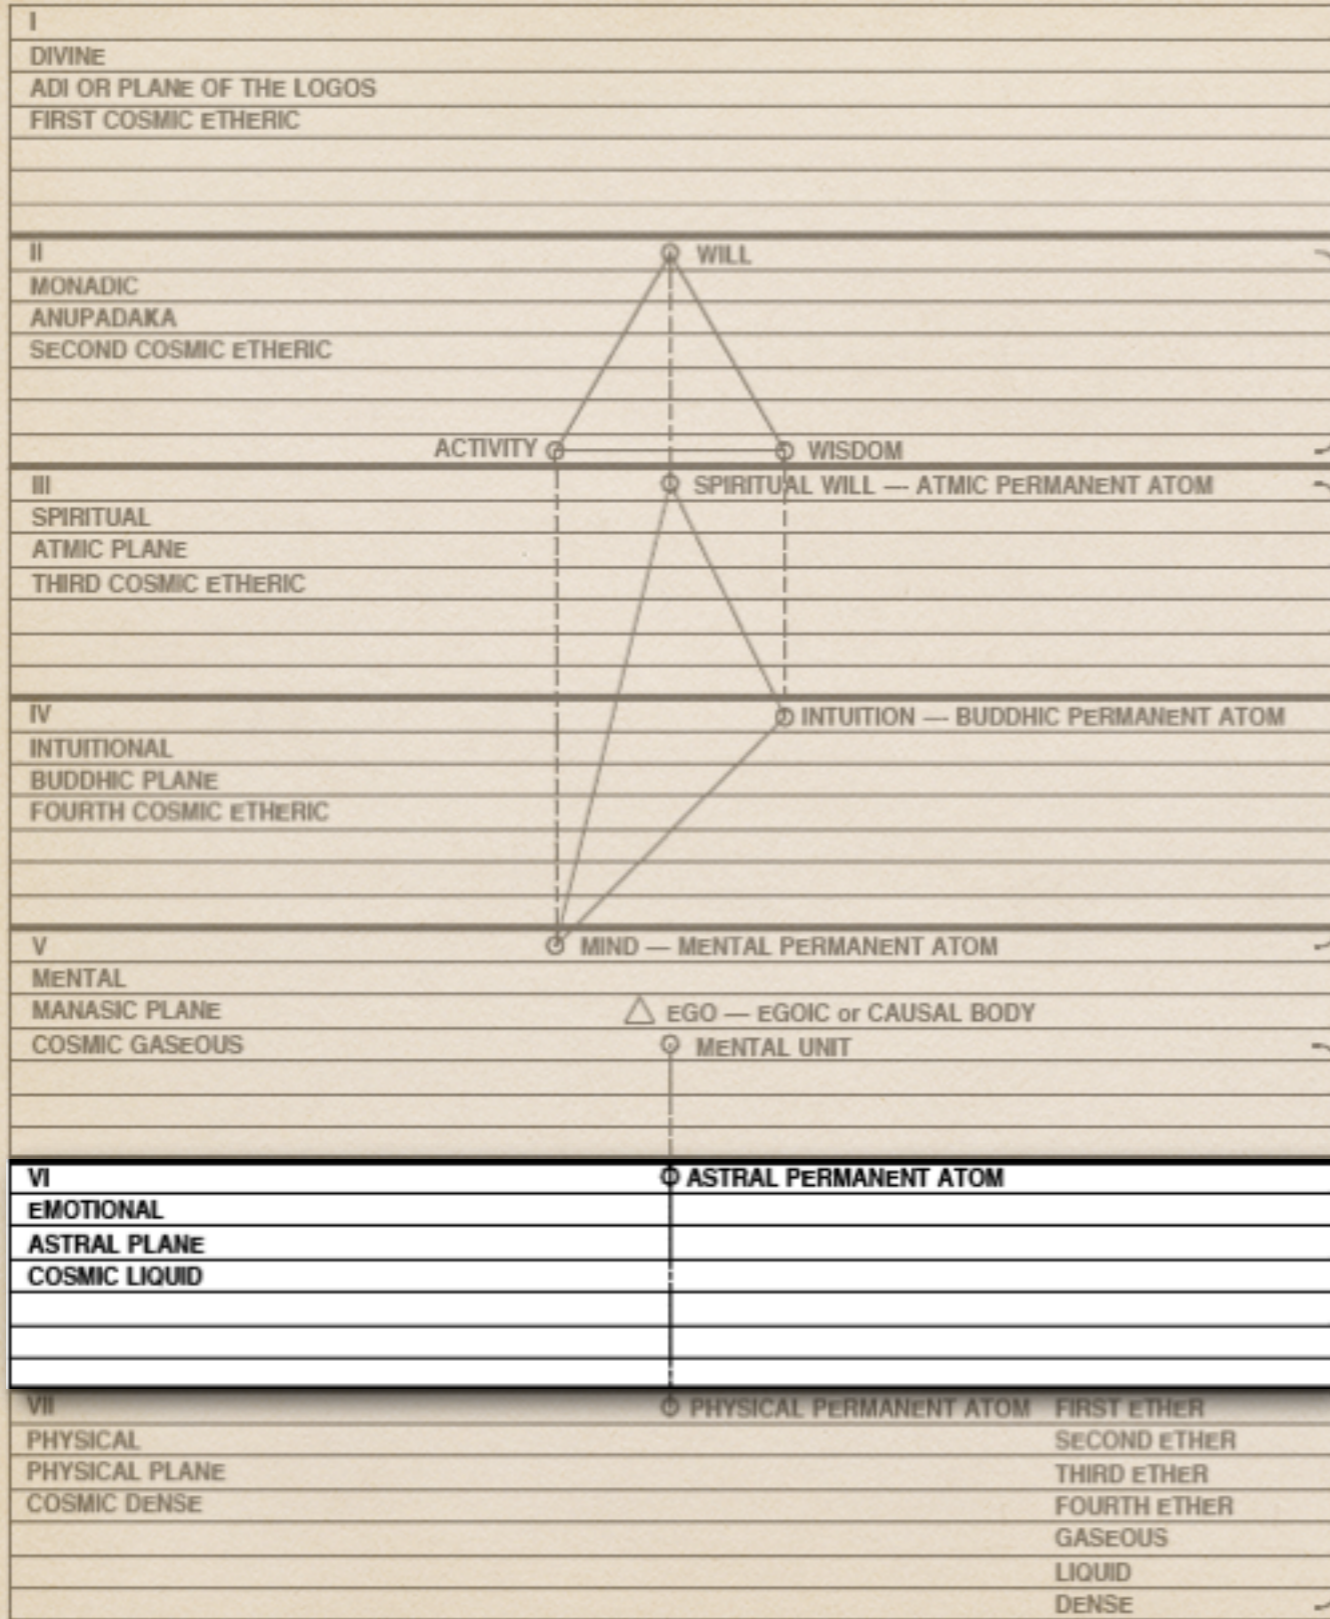 I
DIVINE
ADI OR PLANE OF THE LOGOS
FIRST COSMIC ETHERIC
II
WILL
MONADIC
ANUPADAKA
SECOND COSMIC ETHERIC
ACTIVITY
WISDOM
III
SPIRITUAL WILL — ATMIC PERMANENT ATOM
SPIRITUAL
ATMIC PLANE
THIRD COSMIC ETHERIC
IV
INTUITION — BUDDHIC PERMANENT ATOM
INTUITIONAL
BUDDHIC PLANE
FOURTH COSMIC ETHERIC
V
MIND — MENTAL PERMANENT ATOM
MENTAL
MANASIC PLANE
EGO — EGOIC or CAUSAL BODY
COSMIC GASEOUS
MENTAL UNIT
VI
ASTRAL PERMANENT ATOM
EMOTIONAL
ASTRAL PLANE
COSMIC LIQUID
VII
PHYSICAL PERMANENT ATOM
FIRST ETHER
PHYSICAL
SECOND ETHER
PHYSICAL PLANE
THIRD ETHER
COSMIC DENSE
FOURTH ETHER
GASEOUS
LIQUID
DENSE